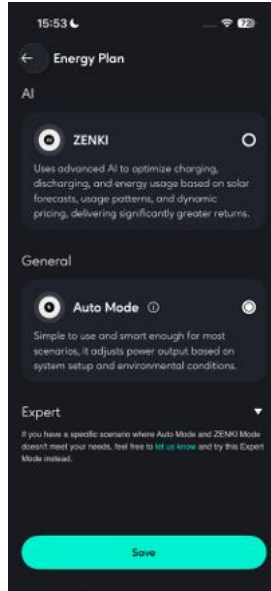 15:53
72
Energy Plan
AI
ZENKI
Uses advanced AI to optimize charging,
discharging, and energy usage based on solar
forecasts, usage patterns, and dynamic
pricing, delivering significantly greater returns.
General
Auto Mode
Simple to use and smart enough for most
scenarios, it adjusts power output based on
system setup and environmental conditions.
Expert
If you have a specific scenario where Auto Mode and ZENKI Mode
doesn't meet your needs, feel free to let us know and try this Expert
Mode instead.
Save